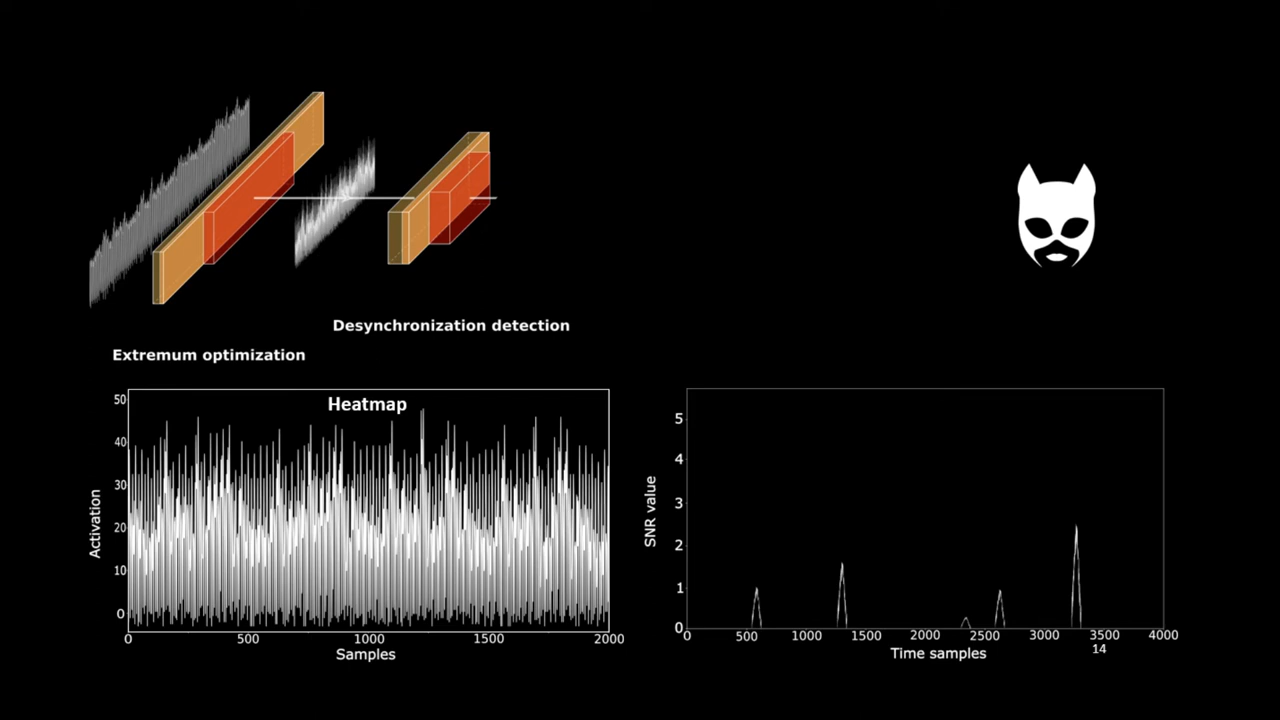 Desynchronization detection
Extremum optimization
Heatmap
50
40
30
20
10
0
Activation
0 500 1000 1500 2000
Samples
5
4
3
2
1
0
SNR value
0 500 1000 1500 2000 2500 3000 3500 4000
Time samples
14